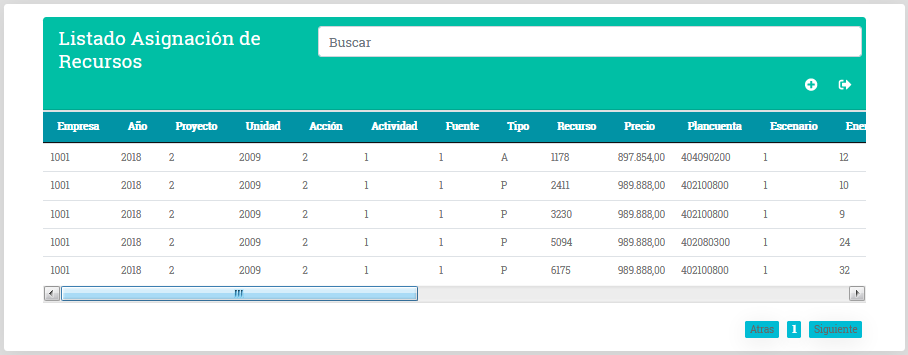 Listado Asignación de
Recursos
Buscar
Empresa Año Proyecto Unidad Acción Actividad Fuente Tipo Recurso Precio Plancuenta Escenario Ene
1001 2018 2 2009 2 1 1 A 1178 897.854,00 404090200 1 12
1001 2018 2 2009 2 1 1 P 2411 989.888,00 402100800 1 10
1001 2018 2 2009 2 1 1 P 3230 989.888,00 402100800 1 9
1001 2018 2 2009 2 1 1 P 5094 989.888,00 402080300 1 24
1001 2018 2 2009 2 1 1 P 6175 989.888,00 402100800 1 32
Atras 1 Siguiente